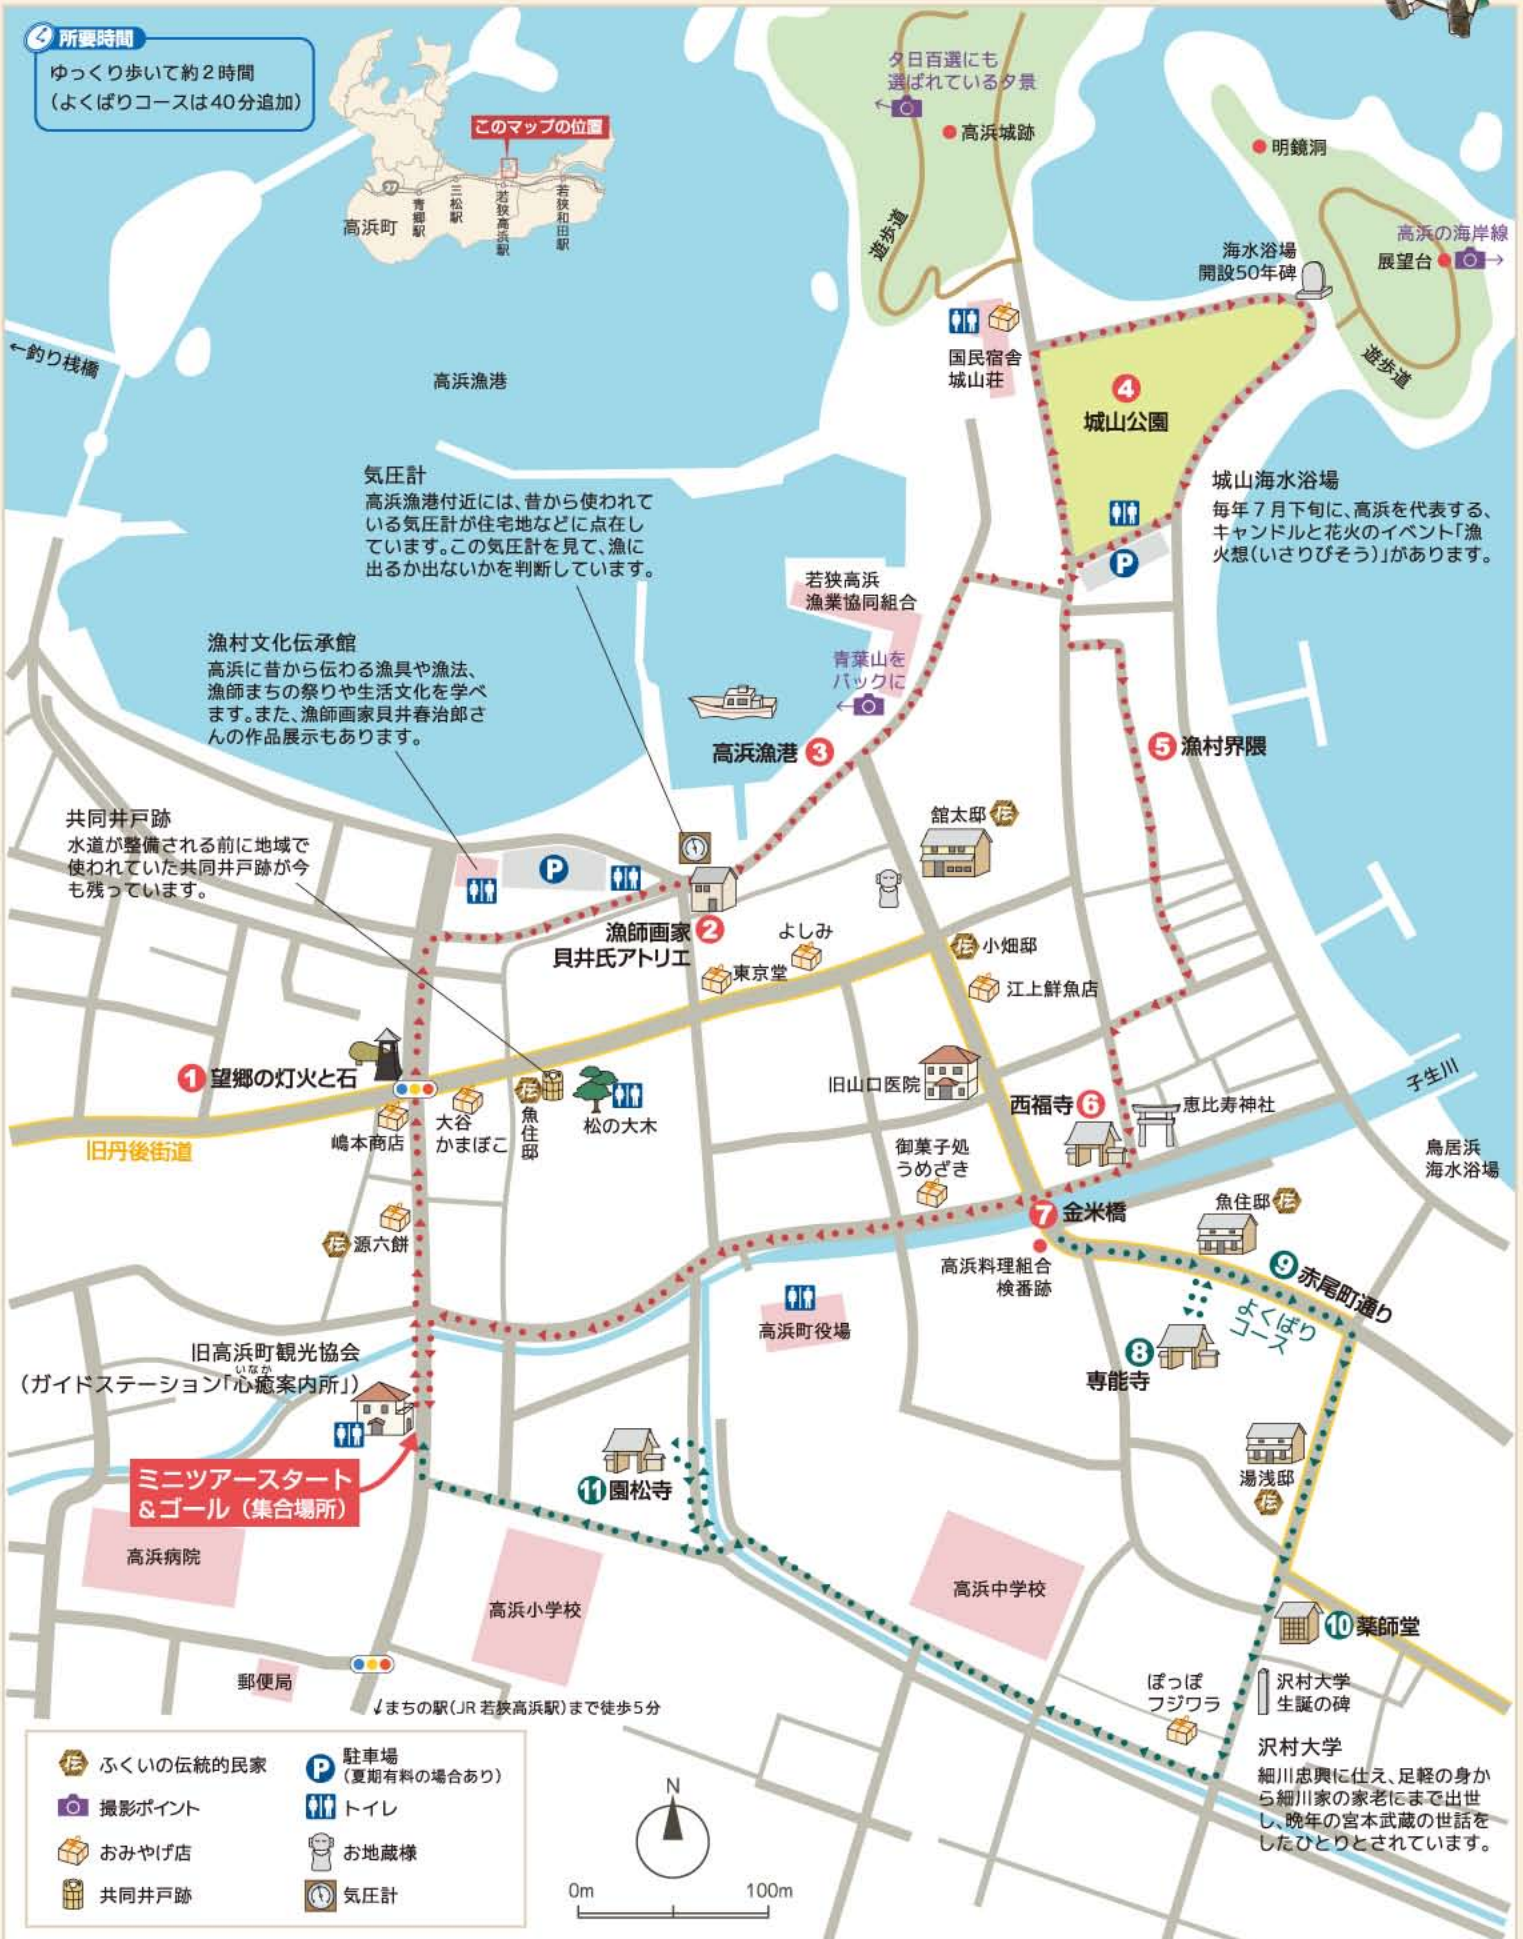 所要時間
ゆっくり歩いて約2時間
(よくばりコースは40分追加)
このマップの位置
27
高浜町
青郷駅
三松駅
若狭高浜駅
若狭和田駅
夕日百選にも
選ばれている夕景
高浜城跡
遊歩道
明鏡洞
高浜の海岸線
展望台
海水浴場
開設50年碑
遊歩道
←釣り桟橋
高浜漁港
国民宿舎
城山荘
4
城山公園
P
城山海水浴場
毎年7月下旬に、高浜を代表する、
キャンドルと花火のイベント「漁
火想(いさりびそう)」があります。
気圧計
高浜漁港付近には、昔から使われて
いる気圧計が住宅地などに点在し
ています。この気圧計を見て、漁に
出るか出ないかを判断しています。
若狭高浜
漁業協同組合
青葉山を
バックに
漁村文化伝承館
高浜に昔から伝わる漁具や漁法、
漁師まちの祭りや生活文化を学べ
ます。また、漁師画家貝井春治郎さ
んの作品展示もあります。
高浜漁港 3
5 漁村界隈
共同井戸跡
水道が整備される前に地域で
使われていた共同井戸跡が今
も残っています。
P
舘太邸 伝
漁師画家 2
貝井氏アトリエ
よしみ
東京堂
伝 小畑邸
江上鮮魚店
1 望郷の灯火と石
嶋本商店
大谷
かまぼこ
伝
魚住邸
松の大木
旧山口医院
西福寺 6
恵比寿神社
子生川
旧丹後街道
御菓子処
うめざき
鳥居浜
海水浴場
伝 源六餅
7 金米橋
高浜料理組合
検番跡
魚住邸 伝
9 赤尾町通り
よくばり
コース
高浜町役場
8
専能寺
旧高浜町観光協会
いなか
(ガイドステーション「心癒案内所」)
ミニツアースタート
&ゴール(集合場所)
11 園松寺
湯浅邸
伝
高浜病院
高浜小学校
高浜中学校
10 薬師堂
郵便局
まちの駅(JR若狭高浜駅)まで徒歩5分
ぽっぽ
フジワラ
沢村大学
生誕の碑
沢村大学
細川忠興に仕え、足軽の身か
ら細川家の家老にまで出世
し、晩年の宮本武蔵の世話を
したひとりとされています。
伝 ふくいの伝統的民家
撮影ポイント
おみやげ店
共同井戸跡
P 駐車場
(夏期有料の場合あり)
トイレ
お地蔵様
気圧計
N
0m 100m